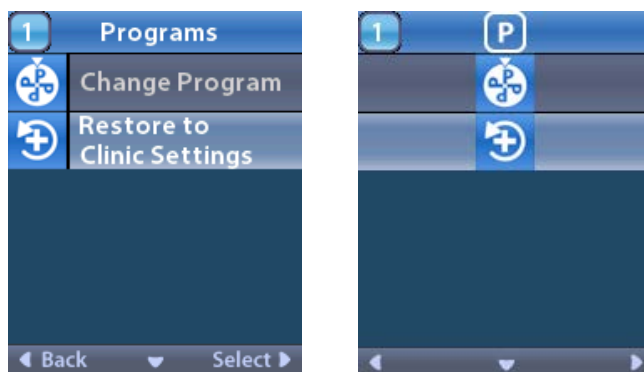 1 Programs
Change Program
Restore to
Clinic Settings
Back Select
1 P